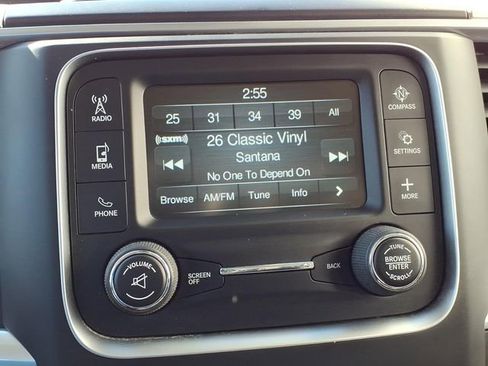 2:55
25 31 34 39 All
((sxm)) 26 Classic Vinyl
Santana
No One To Depend On
Browse AM/FM Tune Info
RADIO
MEDIA
PHONE
N
COMPASS
SETTINGS
MORE
VOLUME
SCREEN OFF
BACK
TUNE
BROWSE
ENTER
SCROLL